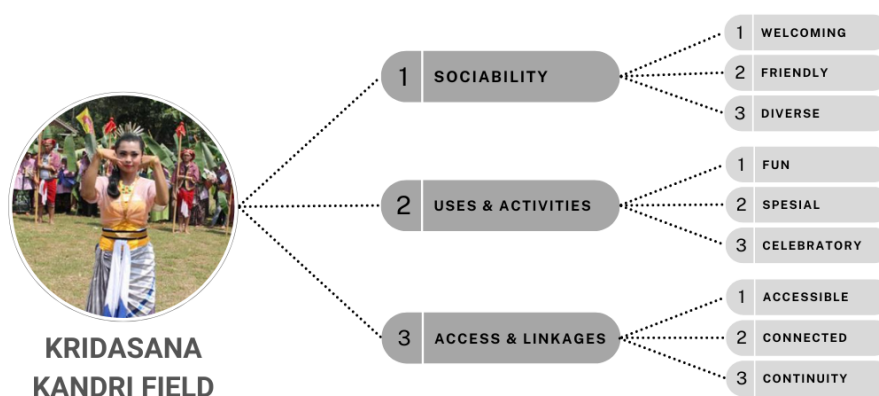 1 SOCIABILITY
1 WELCOMING
2 FRIENDLY
3 DIVERSE
2 USES & ACTIVITIES
1 FUN
2 SPESIAL
3 CELEBRATORY
3 ACCESS & LINKAGES
1 ACCESSIBLE
2 CONNECTED
3 CONTINUITY
KRIDASANA
KANDRI FIELD